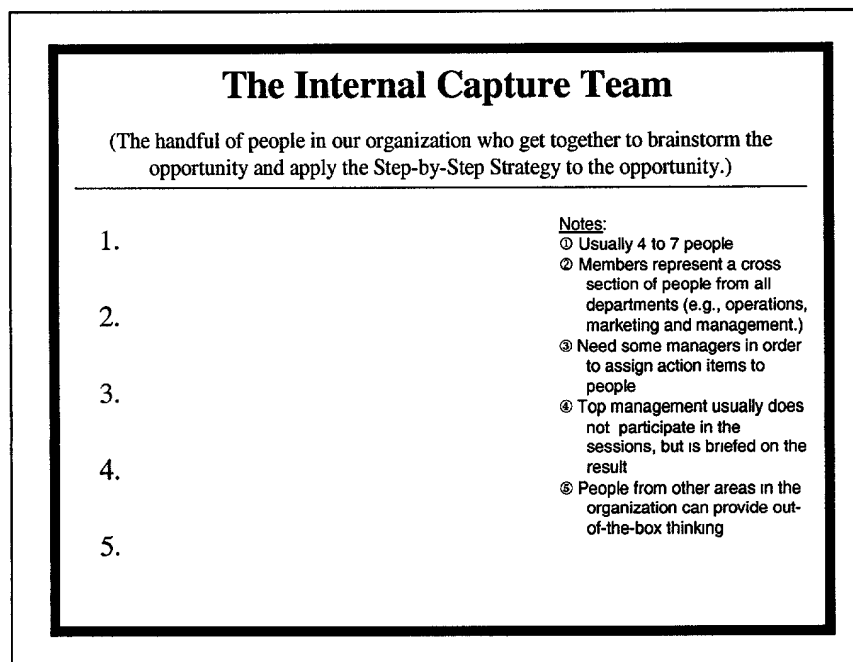 The Internal Capture Team
(The handful of people in our organization who get together to brainstorm the
opportunity and apply the Step-by-Step Strategy to the opportunity.)
1.
2.
3.
4.
5.
Notes:
① Usually 4 to 7 people
② Members represent a cross
section of people from all
departments (e.g., operations,
marketing and management.)
③ Need some managers in order
to assign action items to
people
④ Top management usually does
not participate in the
sessions, but is briefed on the
result
⑤ People from other areas in the
organization can provide out-
of-the-box thinking